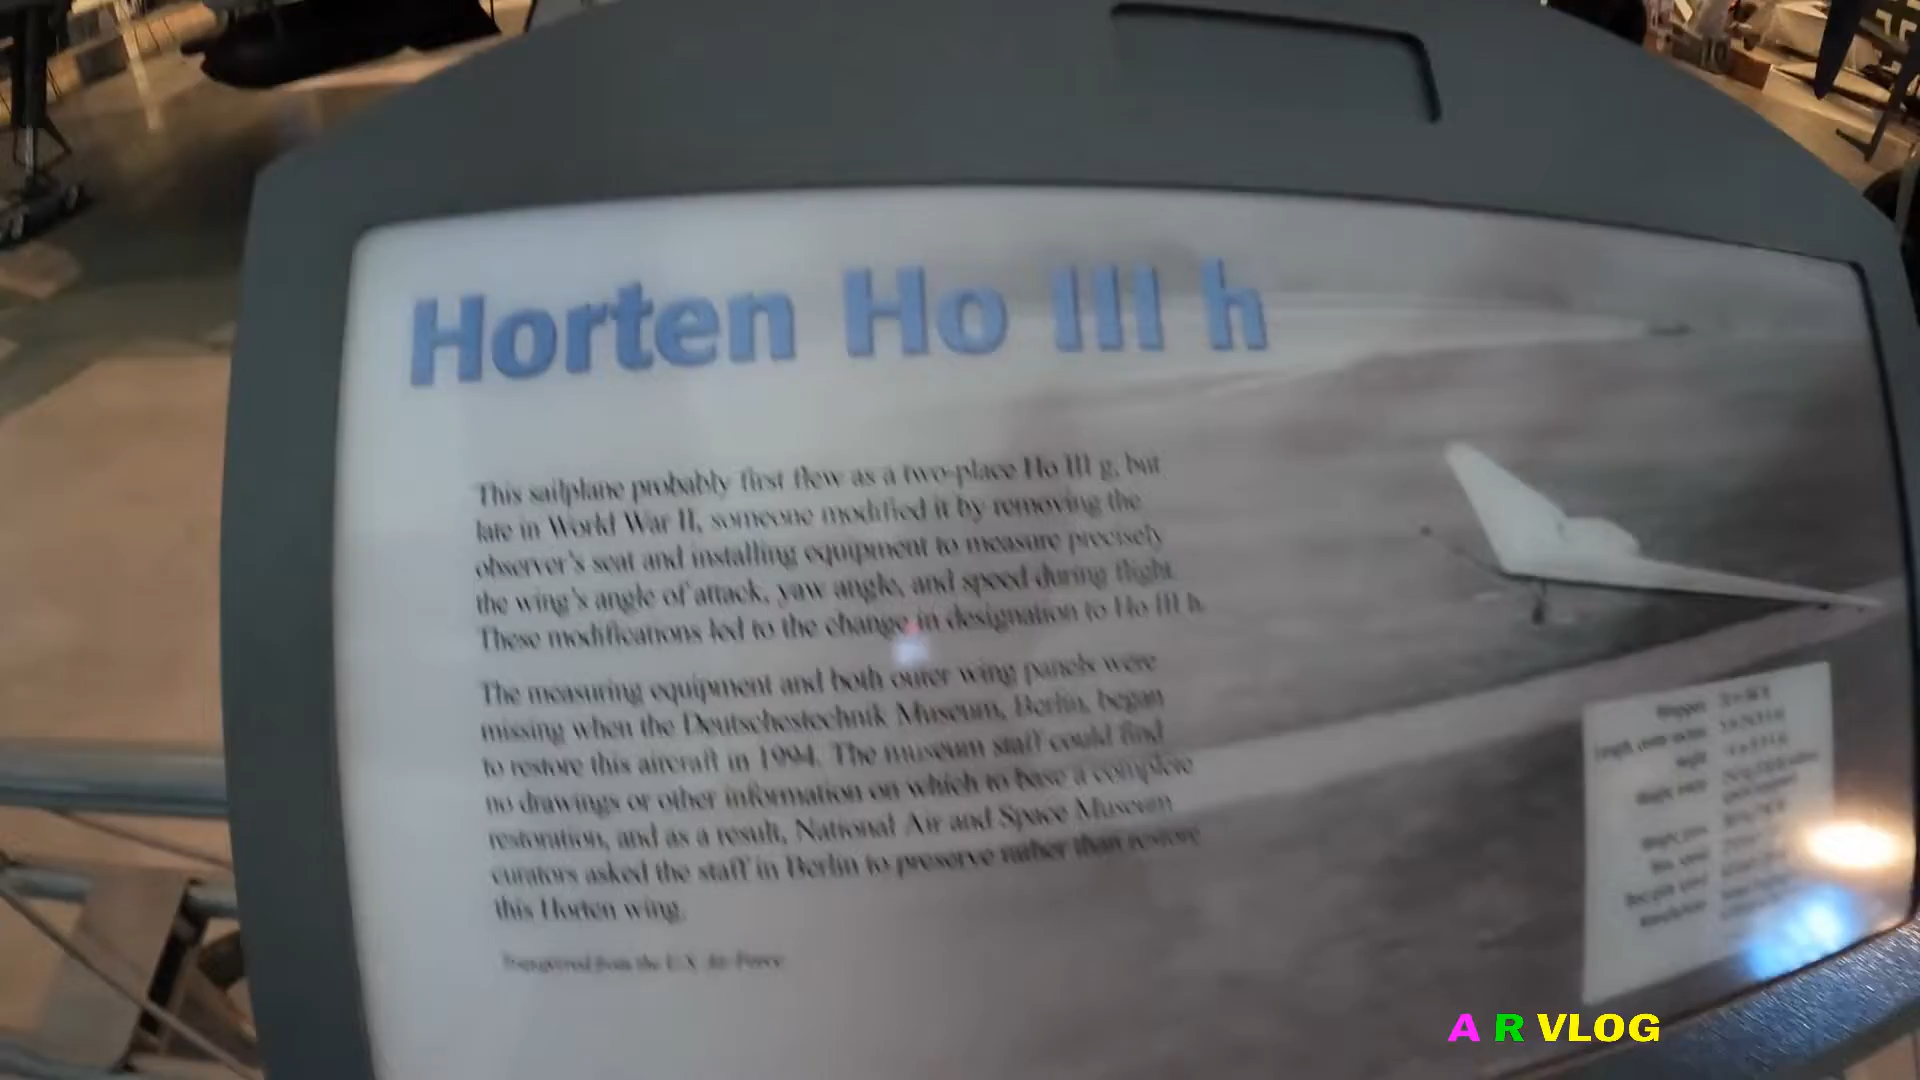 Horten Ho III h
This sailplane probably first flew as a two-place Ho III g, but
late in World War II, someone modified it by removing the
observer's seat and installing equipment to measure precisely
the wing's angle of attack, yaw angle, and speed during flight.
These modifications led to the change in designation to Ho III h.
The measuring equipment and both outer wing panels were
missing when the Deutschestechnik Museum, Berlin, began
to restore this aircraft in 1994. The museum staff could find
no drawings or other information on which to base a complete
restoration, and as a result, National Air and Space Museum
curators asked the staff in Berlin to preserve rather than restore
this Horten wing.
Transferred from the U.S. Air Force
A R VLOG